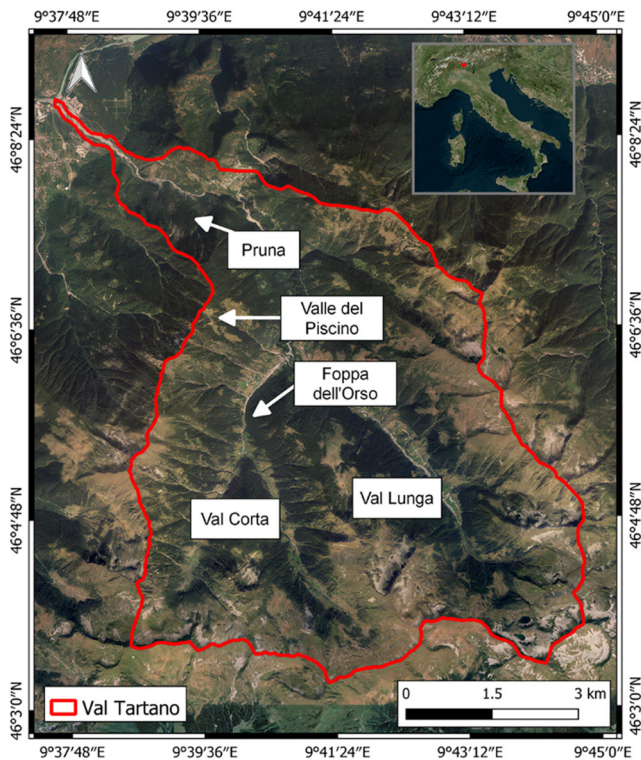 9°37′48″E 9°39′36″E 9°41′24″E 9°43′12″E 9°45′0″E
46°8′24″N
46°8′24″N
Pruna
Valle del
Piscino
46°6′36″N
46°6′36″N
Foppa
dell'Orso
Val Lunga
Val Corta
46°4′48″N
46°4′48″N
Val Tartano
0 1.5 3 km
46°3′0″N
46°3′0″N
9°37′48″E 9°39′36″E 9°41′24″E 9°43′12″E 9°45′0″E